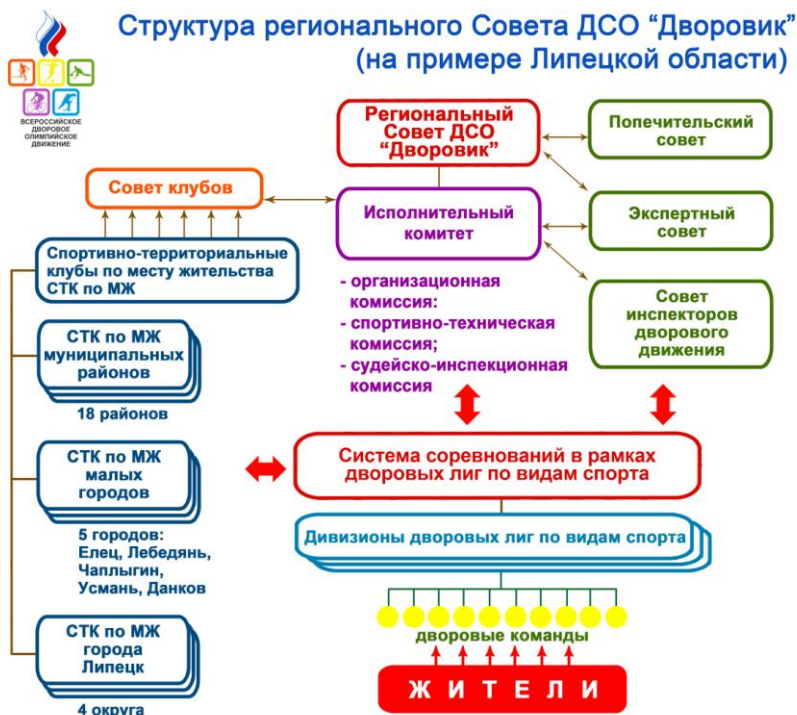 Структура регионального Совета ДСО “Дворовик”
(на примере Липецкой области)
ВСЕРОССИЙСКОЕ
ДВОРОВОЕ
ОЛИМПИЙСКОЕ
ДВИЖЕНИЕ
Региональный
Совет ДСО
“Дворовик”
Попечительский
совет
Совет клубов
Исполнительный
комитет
Экспертный
совет
Спортивно-территориальные
клубы по месту жительства
СТК по МЖ
- организационная
комиссия:
- спортивно-техническая
комиссия;
- судейско-инспекционная
комиссия
Совет
инспекторов
дворового
движения
СТК по МЖ
муниципальных
районов
18 районов
СТК по МЖ
малых
городов
5 городов:
Елец, Лебедянь,
Чаплыгин,
Усмань, Данков
СТК по МЖ
города
Липецк
4 округа
Система соревнований в рамках
дворовых лиг по видам спорта
Дивизионы дворовых лиг по видам спорта
дворовые команды
ЖИТЕЛИ